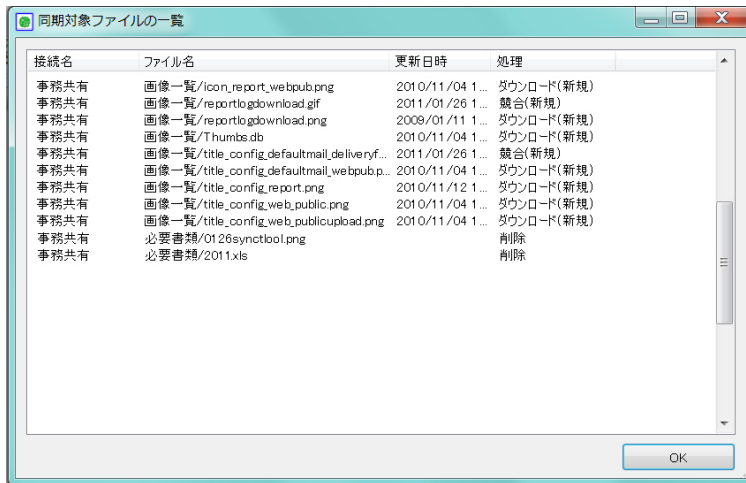 同期対象ファイルの一覧
接続名 ファイル名 更新日時 処理
事務共有 画像一覧/icon_report_webpub.png 2010/11/04 1... ダウンロード(新規)
事務共有 画像一覧/reportlogdownload.gif 2011/01/26 1... 競合(新規)
事務共有 画像一覧/reportlogdownload.png 2009/01/11 1... ダウンロード(新規)
事務共有 画像一覧/Thumbs.db 2010/11/04 1... ダウンロード(新規)
事務共有 画像一覧/title_config_defaultmail_deliveryf... 2011/01/26 1... 競合(新規)
事務共有 画像一覧/title_config_defaultmail_webpub.p... 2010/11/04 1... ダウンロード(新規)
事務共有 画像一覧/title_config_report.png 2010/11/12 1... ダウンロード(新規)
事務共有 画像一覧/title_config_web_public.png 2010/11/04 1... ダウンロード(新規)
事務共有 画像一覧/title_config_web_publicupload.png 2010/11/04 1... ダウンロード(新規)
事務共有 必要書類/0126synctlool.png 削除
事務共有 必要書類/2011.xls 削除
OK